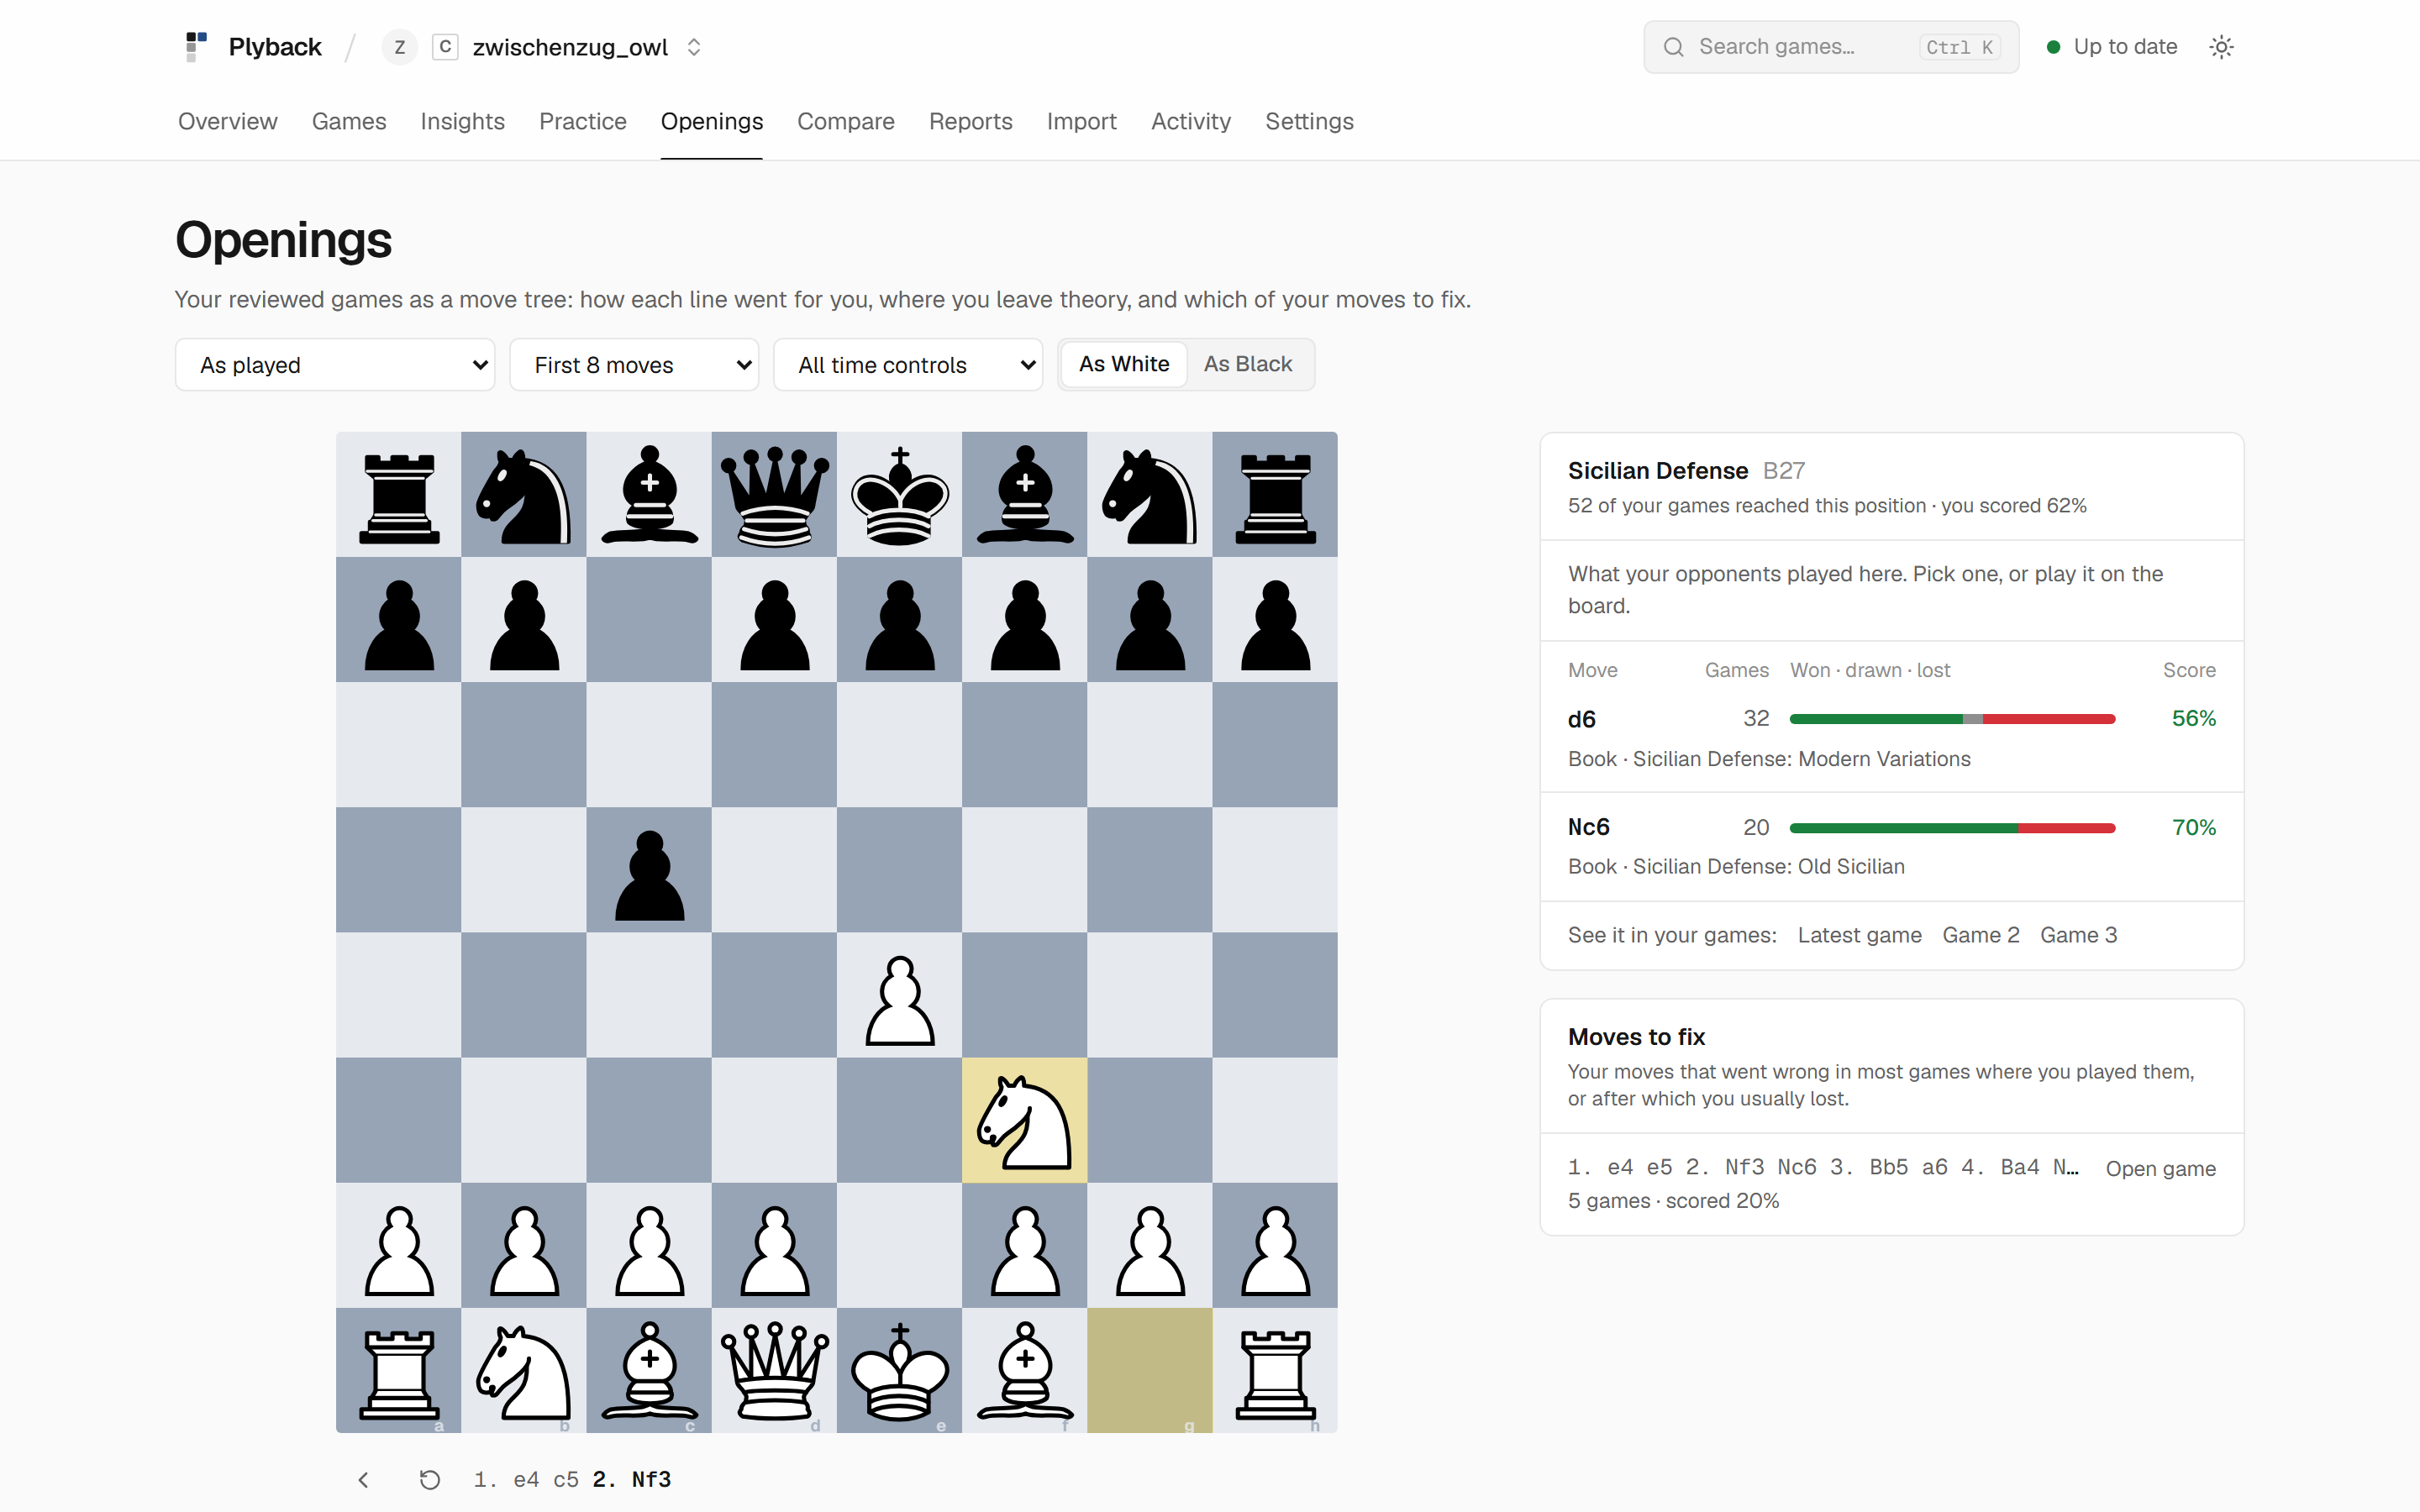 Plyback / Z C zwischenzug_owl
Search games... Ctrl K
Up to date
Overview Games Insights Practice Openings Compare Reports Import Activity Settings
Openings
Your reviewed games as a move tree: how each line went for you, where you leave theory, and which of your moves to fix.
As played First 8 moves All time controls As White As Black
a b c d e f g h
1. e4 c5 2. Nf3
Sicilian Defense B27
52 of your games reached this position · you scored 62%
What your opponents played here. Pick one, or play it on the
board.
Move Games Won · drawn · lost Score
d6 32 56%
Book · Sicilian Defense: Modern Variations
Nc6 20 70%
Book · Sicilian Defense: Old Sicilian
See it in your games: Latest game Game 2 Game 3
Moves to fix
Your moves that went wrong in most games where you played them,
or after which you usually lost.
1. e4 e5 2. Nf3 Nc6 3. Bb5 a6 4. Ba4 N… Open game
5 games · scored 20%